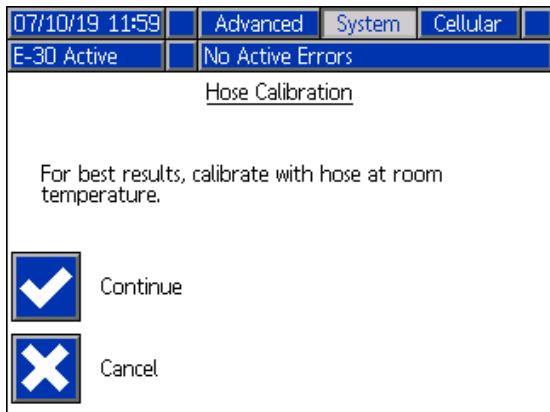 07/10/19 11:59 Advanced System Cellular
E-30 Active No Active Errors
Hose Calibration
For best results, calibrate with hose at room
temperature.
Continue
Cancel